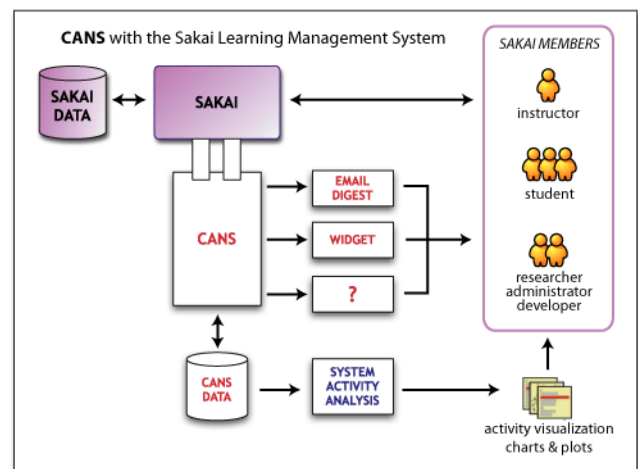 CANS with the Sakai Learning Management System
SAKAI MEMBERS
SAKAI
DATA
SAKAI
instructor
student
researcher
administrator
developer
CANS
EMAIL
DIGEST
WIDGET
?
CANS
DATA
SYSTEM
ACTIVITY
ANALYSIS
activity visualization
charts & plots